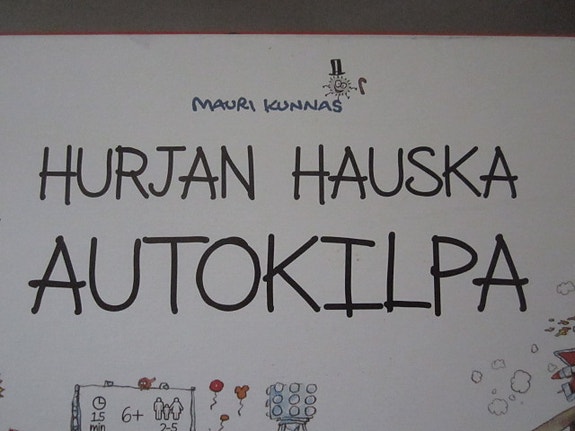 MAURI KUNNAS
HURJAN HAUSKA
AUTOKILPA
15 min
6+
2-5